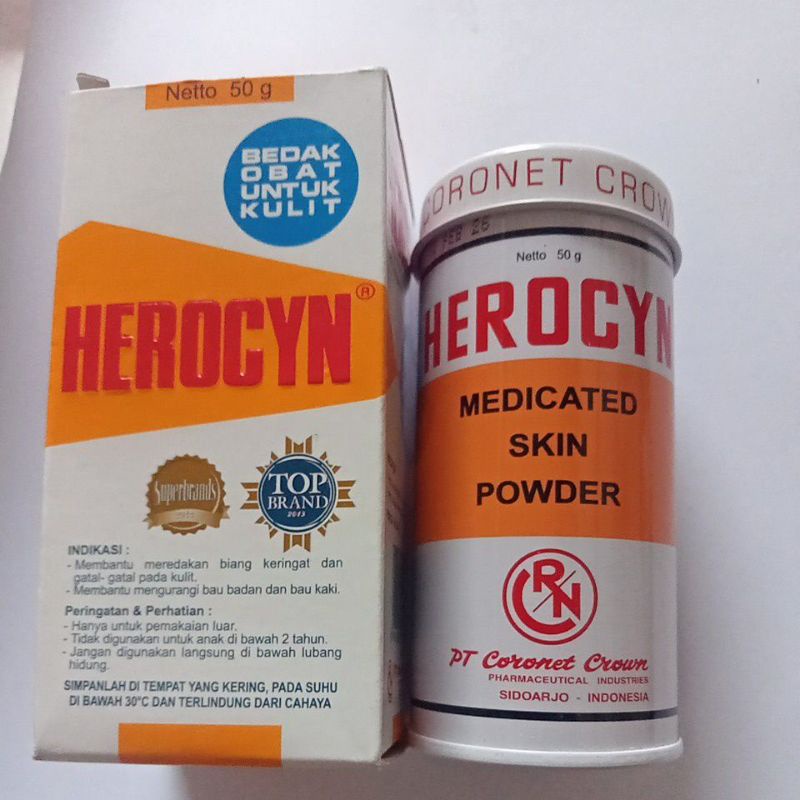 Netto 50 g
BEDAK
OBAT
UNTUK
KULIT
HEROCYN®
Superbrands
TOP
BRAND
2013
INDIKASI :
- Membantu meredakan biang keringat dan
gatal- gatal pada kulit.
- Membantu mengurangi bau badan dan bau kaki.
Peringatan & Perhatian :
- Hanya untuk pemakaian luar.
- Tidak digunakan untuk anak di bawah 2 tahun.
- Jangan digunakan langsung di bawah lubang
hidung.
SIMPANLAH DI TEMPAT YANG KERING, PADA SUHU
DI BAWAH 30°C DAN TERLINDUNG DARI CAHAYA
CORONET CROWN
Netto 50 g
HEROCYN
MEDICATED
SKIN
POWDER
CRN
PT Coronet Crown
PHARMACEUTICAL INDUSTRIES
SIDOARJO - INDONESIA